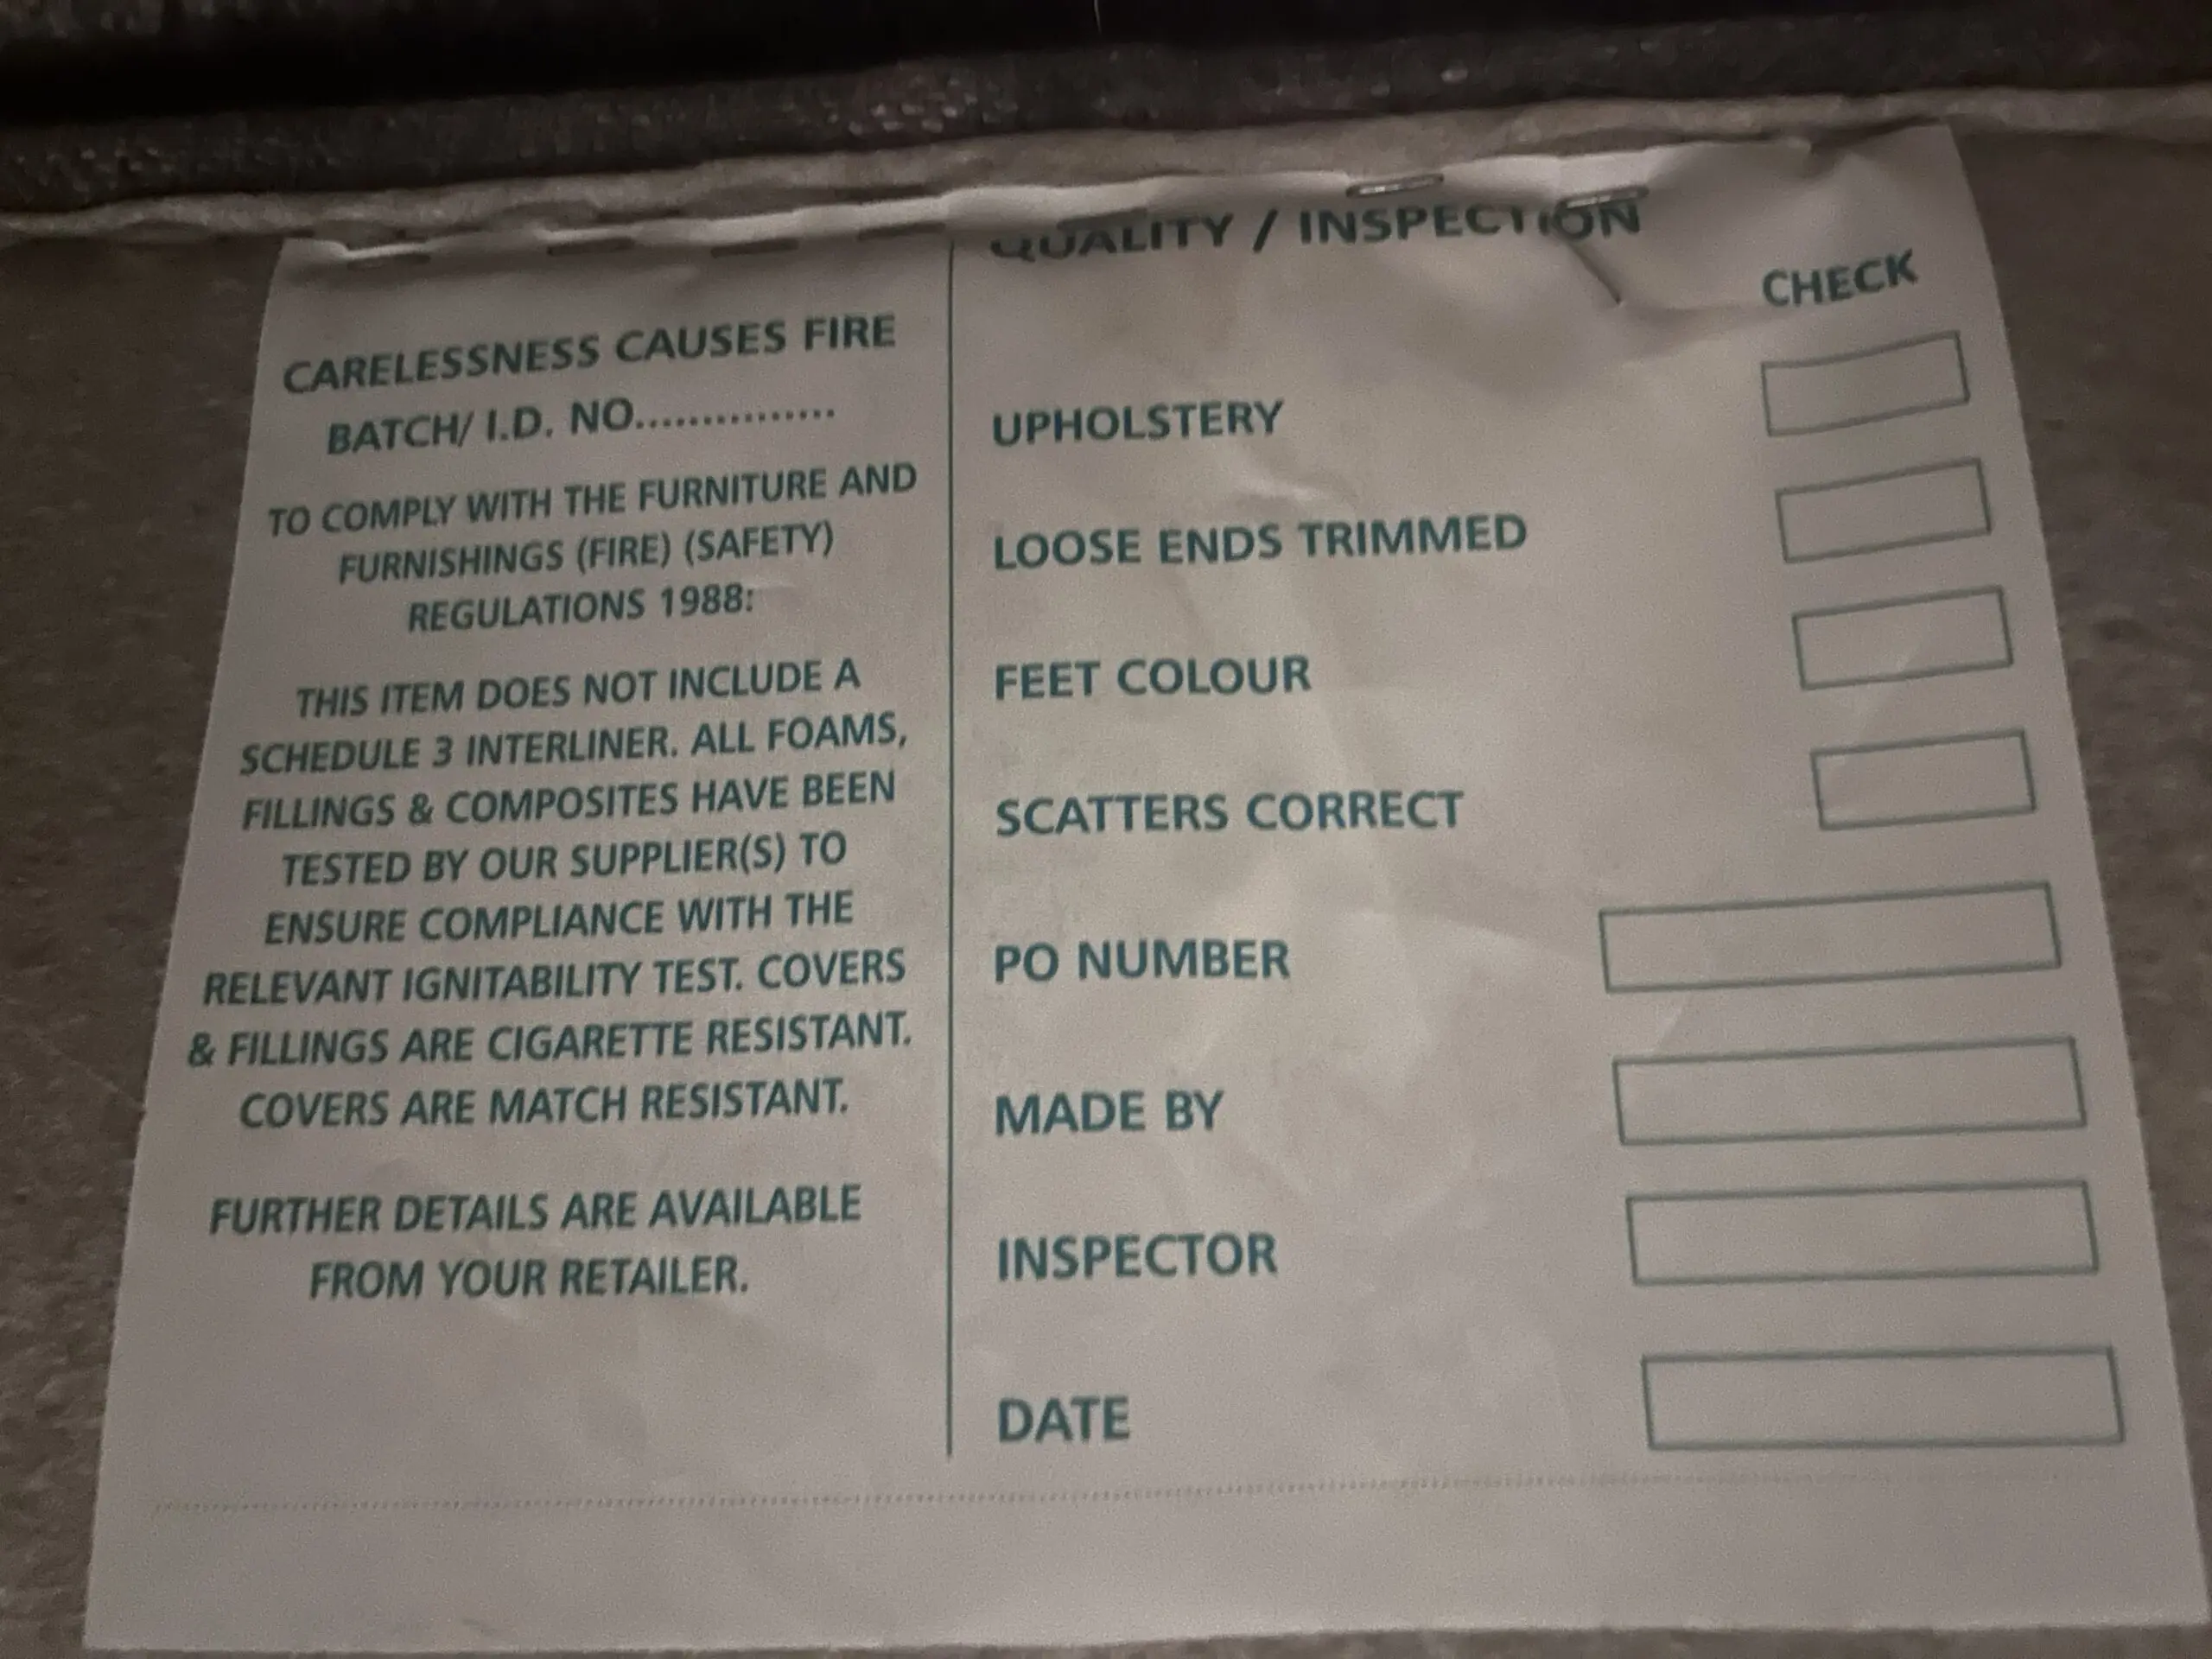 CARELESSNESS CAUSES FIRE
BATCH/ I.D. NO...............
TO COMPLY WITH THE FURNITURE AND
FURNISHINGS (FIRE) (SAFETY)
REGULATIONS 1988:
THIS ITEM DOES NOT INCLUDE A
SCHEDULE 3 INTERLINER. ALL FOAMS,
FILLINGS & COMPOSITES HAVE BEEN
TESTED BY OUR SUPPLIER(S) TO
ENSURE COMPLIANCE WITH THE
RELEVANT IGNITABILITY TEST. COVERS
& FILLINGS ARE CIGARETTE RESISTANT.
COVERS ARE MATCH RESISTANT.
FURTHER DETAILS ARE AVAILABLE
FROM YOUR RETAILER.
QUALITY / INSPECTION
CHECK
UPHOLSTERY
LOOSE ENDS TRIMMED
FEET COLOUR
SCATTERS CORRECT
PO NUMBER
MADE BY
INSPECTOR
DATE